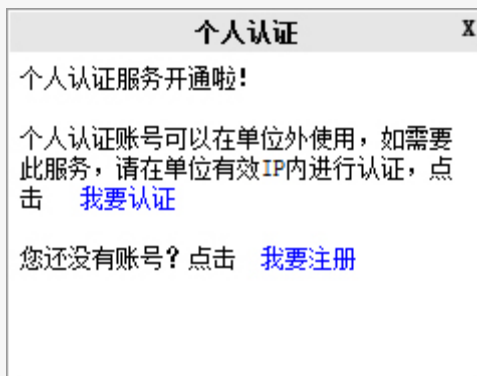 个人认证 X
个人认证服务开通啦！
个人认证账号可以在单位外使用，如需要
此服务，请在单位有效IP内进行认证，点
击 我要认证
您还没有账号？点击 我要注册